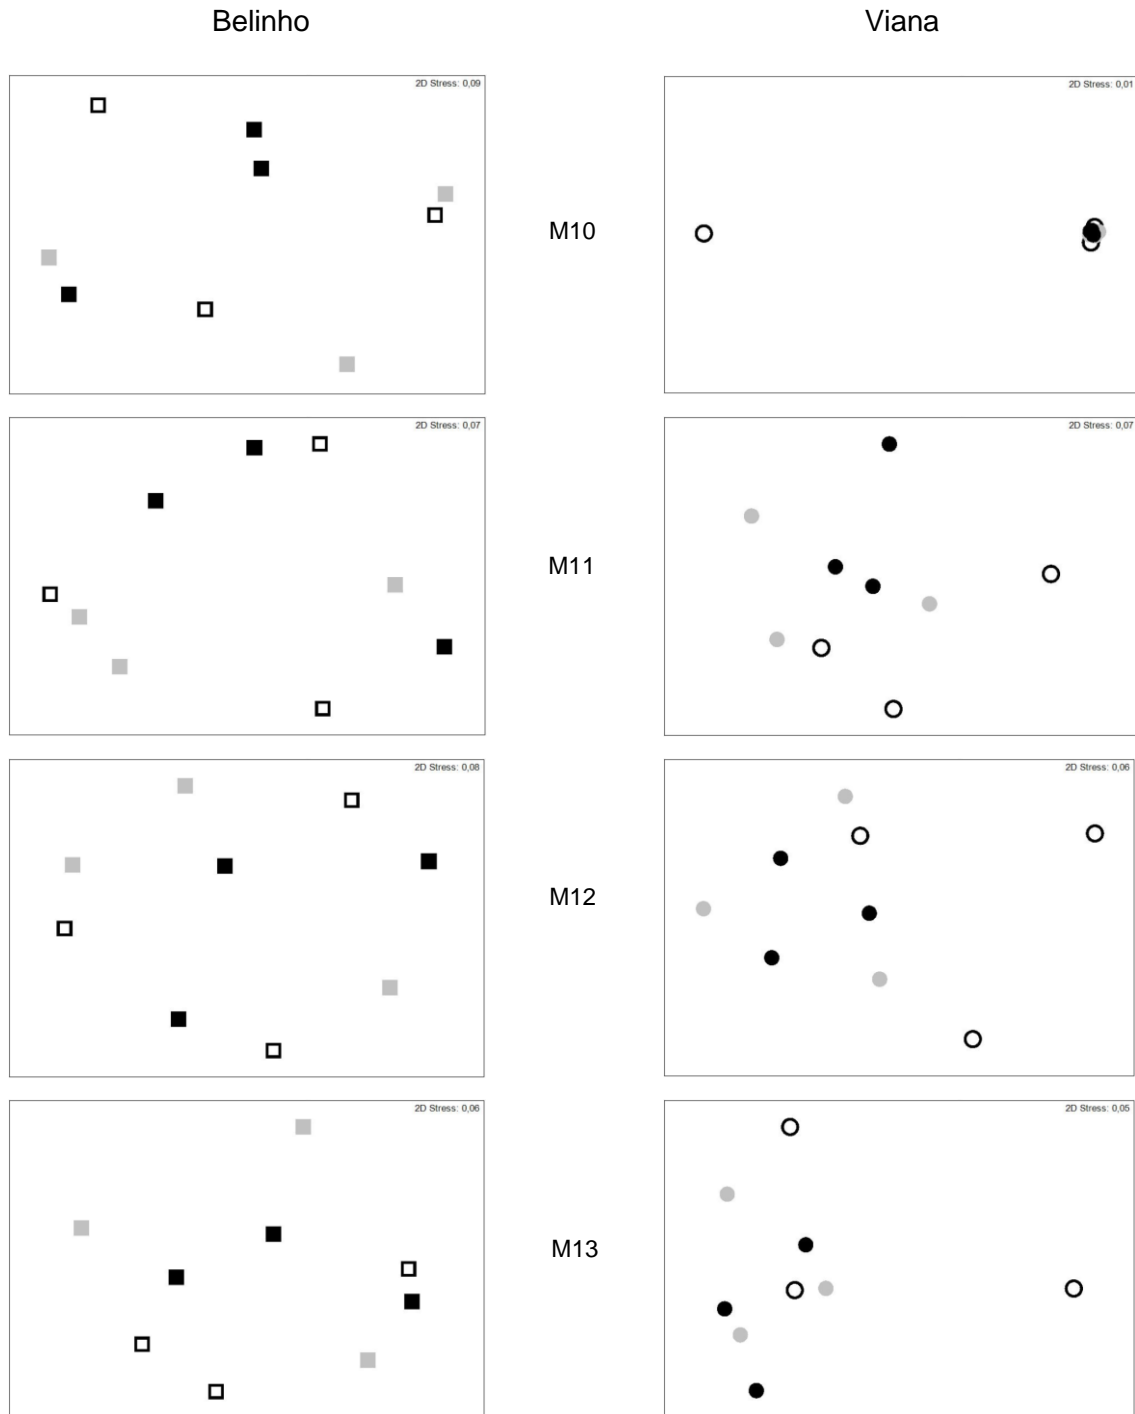 Belinho Viana
2D Stress: 0,09 2D Stress: 0,01
M10
2D Stress: 0,07 2D Stress: 0,07
M11
2D Stress: 0,08 2D Stress: 0,06
M12
2D Stress: 0,06 2D Stress: 0,05
M13